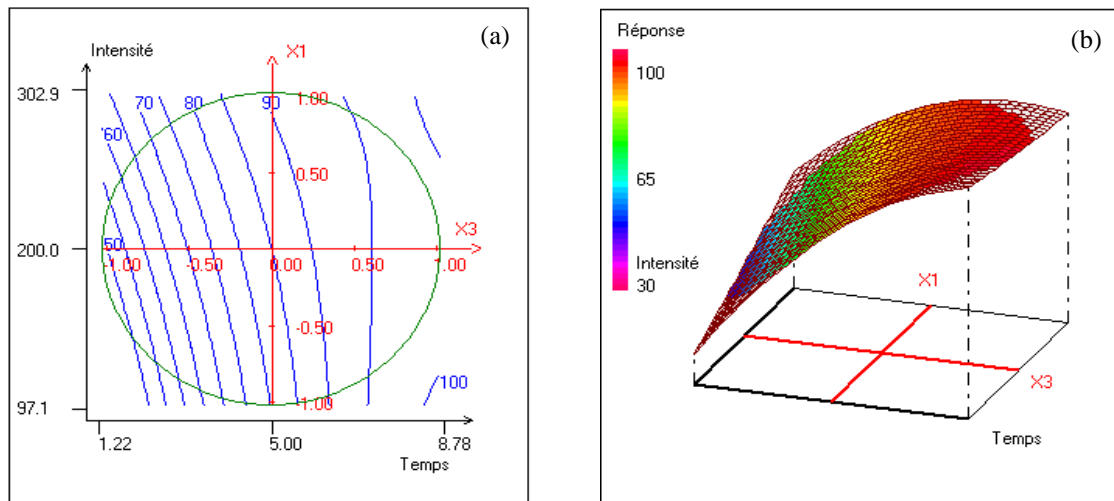 (a)
Intensité
X1
302.9
200.0
97.1
70
80
90
60
50
100
1.00
0.50
-0.50
-1.00
X3
-1.00
-0.50
0.00
0.50
1.00
1.22
5.00
8.78
Temps
(b)
Réponse
100
65
Intensité
30
X1
X3
Temps